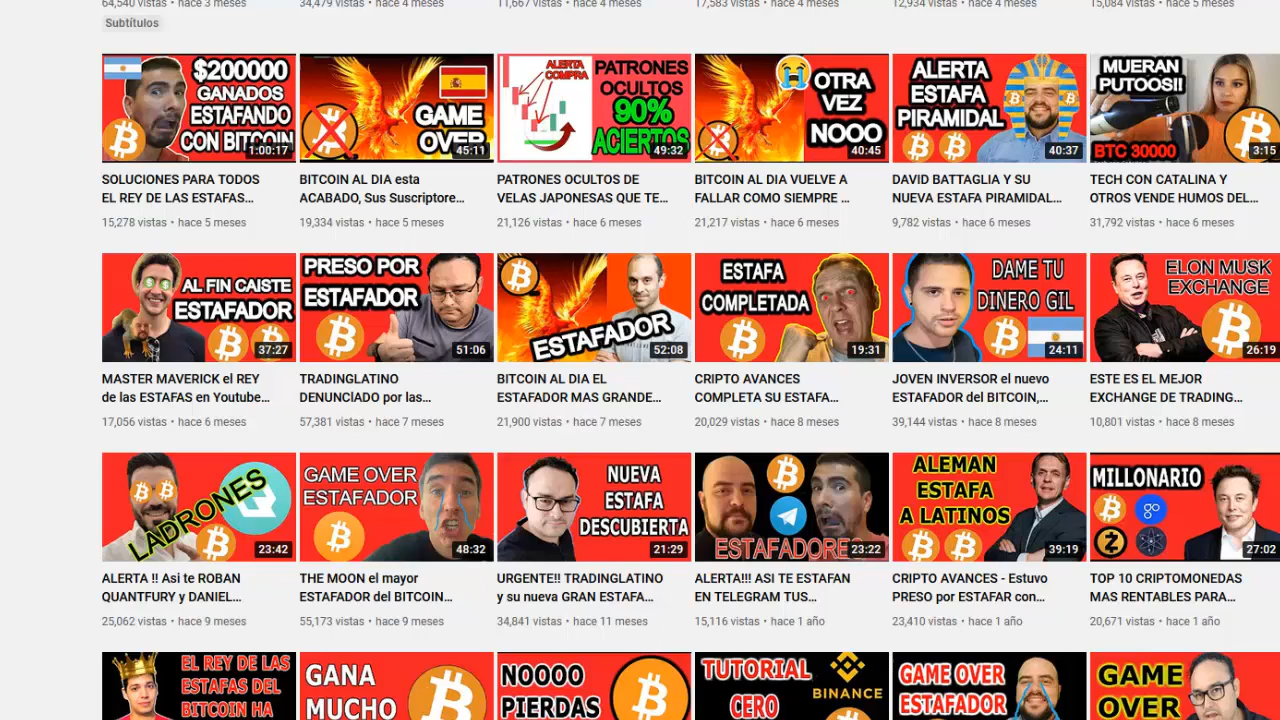 64,540 vistas • hace 3 meses
34,479 vistas • hace 4 meses
11,667 vistas • hace 4 meses
17,583 vistas • hace 4 meses
12,934 vistas • hace 4 meses
15,084 vistas • hace 5 meses
Subtítulos
$200000
GANADOS
ESTAFANDO
CON BITCOIN
1:00:17
GAME
OVER
45:11
ALERTA
COMPRA
PATRONES
OCULTOS
90%
ACIERTOS
49:32
OTRA
VEZ
NOOO
40:45
ALERTA
ESTAFA
PIRAMIDAL
40:37
MUERAN
PUTOOS!!
BTC 30000
3:15
SOLUCIONES PARA TODOS
EL REY DE LAS ESTAFAS...
15,278 vistas • hace 5 meses
BITCOIN AL DIA esta
ACABADO, Sus Suscriptore...
19,334 vistas • hace 5 meses
PATRONES OCULTOS DE
VELAS JAPONESAS QUE TE...
21,126 vistas • hace 6 meses
BITCOIN AL DIA VUELVE A
FALLAR COMO SIEMPRE ...
21,217 vistas • hace 6 meses
DAVID BATTAGLIA Y SU
NUEVA ESTAFA PIRAMIDAL...
9,782 vistas • hace 6 meses
TECH CON CATALINA Y
OTROS VENDE HUMOS DEL...
31,792 vistas • hace 6 meses
AL FIN CAISTE
ESTAFADOR
37:27
PRESO POR
ESTAFADOR
51:06
ESTAFADOR
52:08
ESTAFA
COMPLETADA
19:31
DAME TU
DINERO GIL
24:11
ELON MUSK
EXCHANGE
26:19
MASTER MAVERICK el REY
de las ESTAFAS en Youtube...
17,056 vistas • hace 6 meses
TRADINGLATINO
DENUNCIADO por las...
57,381 vistas • hace 7 meses
BITCOIN AL DIA EL
ESTAFADOR MAS GRANDE...
21,900 vistas • hace 7 meses
CRIPTO AVANCES
COMPLETA SU ESTAFA...
20,029 vistas • hace 8 meses
JOVEN INVERSOR el nuevo
ESTAFADOR del BITCOIN,...
39,144 vistas • hace 8 meses
ESTE ES EL MEJOR
EXCHANGE DE TRADING...
10,801 vistas • hace 8 meses
LADRONES
23:42
GAME OVER
ESTAFADOR
48:32
NUEVA
ESTAFA
DESCUBIERTA
21:29
ESTAFADORES
23:22
ALEMAN
ESTAFA
A LATINOS
39:19
MILLONARIO
27:02
ALERTA !! Asi te ROBAN
QUANTFURY y DANIEL...
25,062 vistas • hace 9 meses
THE MOON el mayor
ESTAFADOR del BITCOIN...
55,173 vistas • hace 9 meses
URGENTE!! TRADINGLATINO
y su nueva GRAN ESTAFA...
34,841 vistas • hace 11 meses
ALERTA!!! ASI TE ESTAFAN
EN TELEGRAM TUS...
15,116 vistas • hace 1 año
CRIPTO AVANCES - Estuvo
PRESO por ESTAFAR con...
23,410 vistas • hace 1 año
TOP 10 CRIPTOMONEDAS
MAS RENTABLES PARA...
20,671 vistas • hace 1 año
EL REY DE LAS
ESTAFAS DEL
BITCOIN HA
GANA
MUCHO
NOOOO
PIERDAS
TUTORIAL
CERO
BINANCE
GAME OVER
ESTAFADOR
GAME
OVER